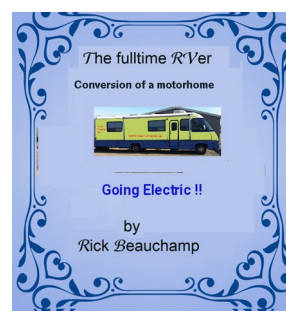 The fulltime RVer
Conversion of a motorhome
Going Electric !!
by
Rick Beauchamp